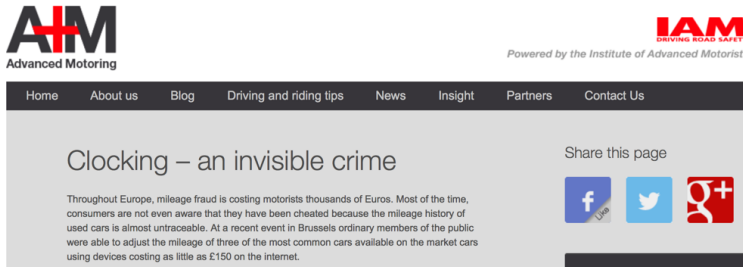 A+M
Advanced Motoring
IAM
DRIVING ROAD SAFET
Powered by the Institute of Advanced Motorist
Home About us Blog Driving and riding tips News Insight Partners Contact Us
Clocking – an invisible crime
Share this page
Throughout Europe, mileage fraud is costing motorists thousands of Euros. Most of the time,
consumers are not even aware that they have been cheated because the mileage history of
used cars is almost untraceable. At a recent event in Brussels ordinary members of the public
were able to adjust the mileage of three of the most common cars available on the market cars
using devices costing as little as £150 on the internet.
f
Like
g+